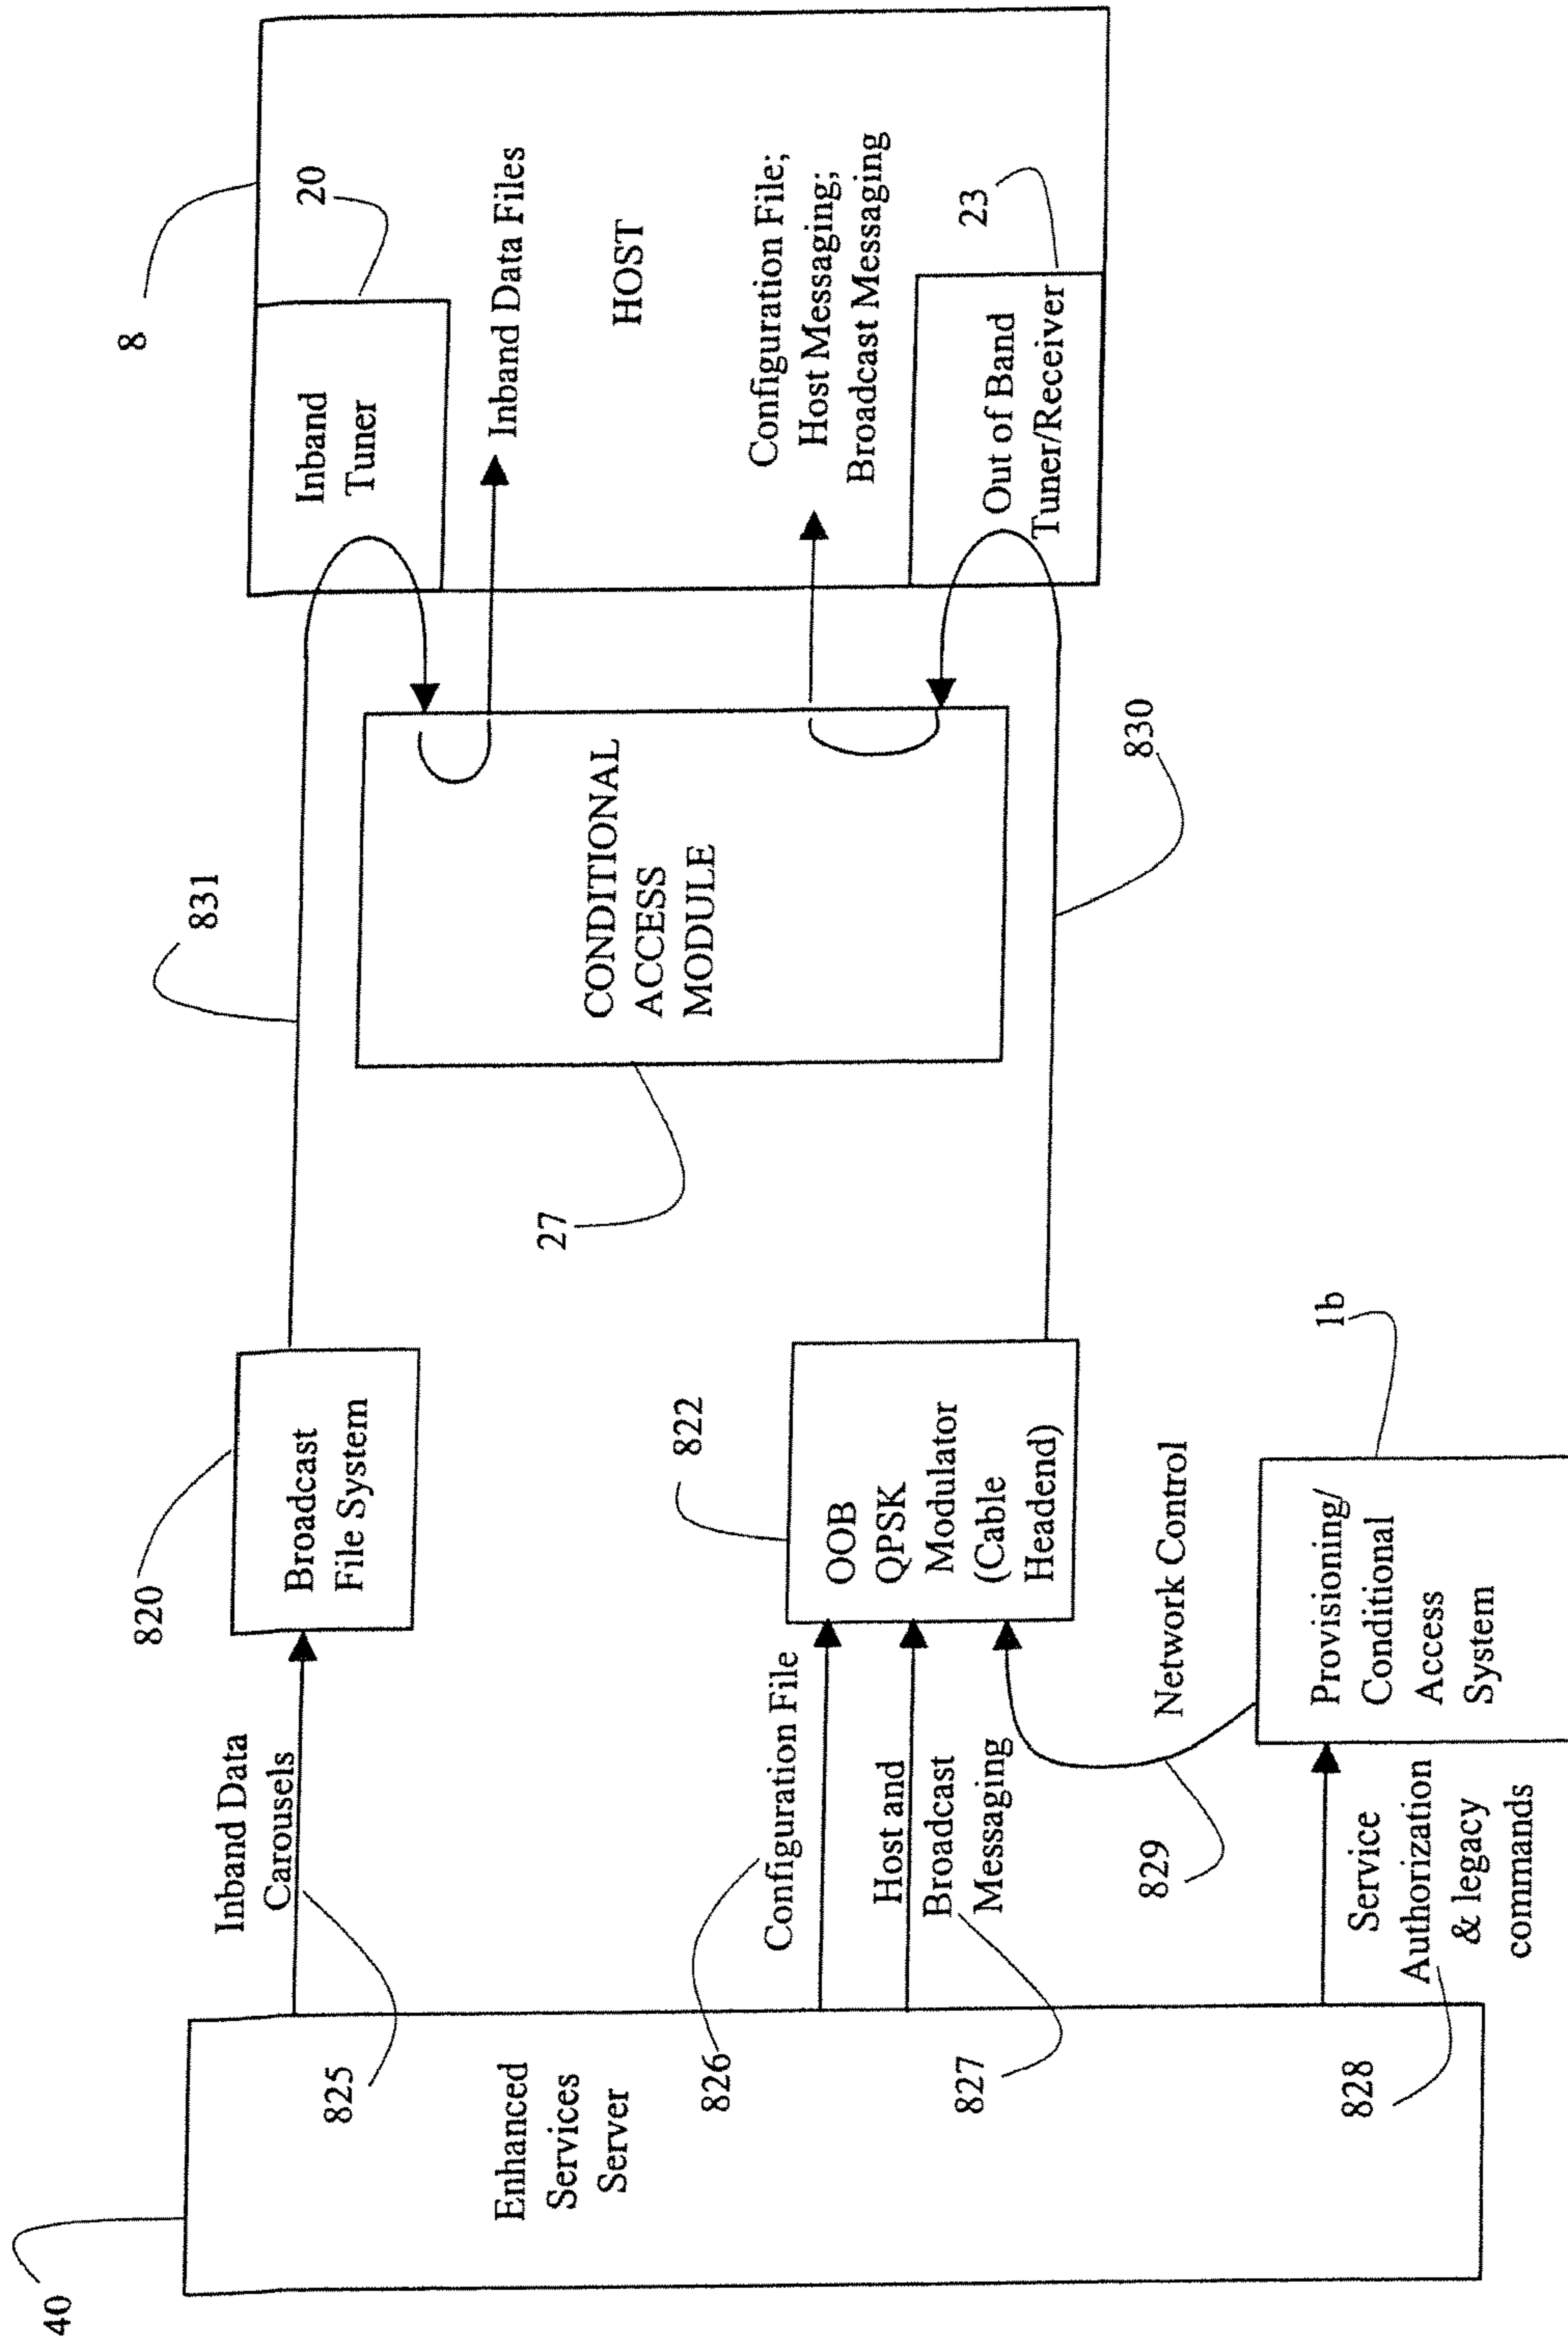 40
Enhanced
Services
Server
825
Inband Data
Carousels
820
Broadcast
File System
831
8
20
Inband
Tuner
Inband Data Files
HOST
Configuration File;
Host Messaging;
Broadcast Messaging
23
Out of Band
Tuner/Receiver
CONDITIONAL
ACCESS
MODULE
27
830
826
Configuration File
822
OOB
QPSK
Modulator
(Cable
Headend)
827
Host and
Broadcast
Messaging
829
Network Control
1b
Provisioning/
Conditional
Access
System
828
Service
Authorization
& legacy
commands